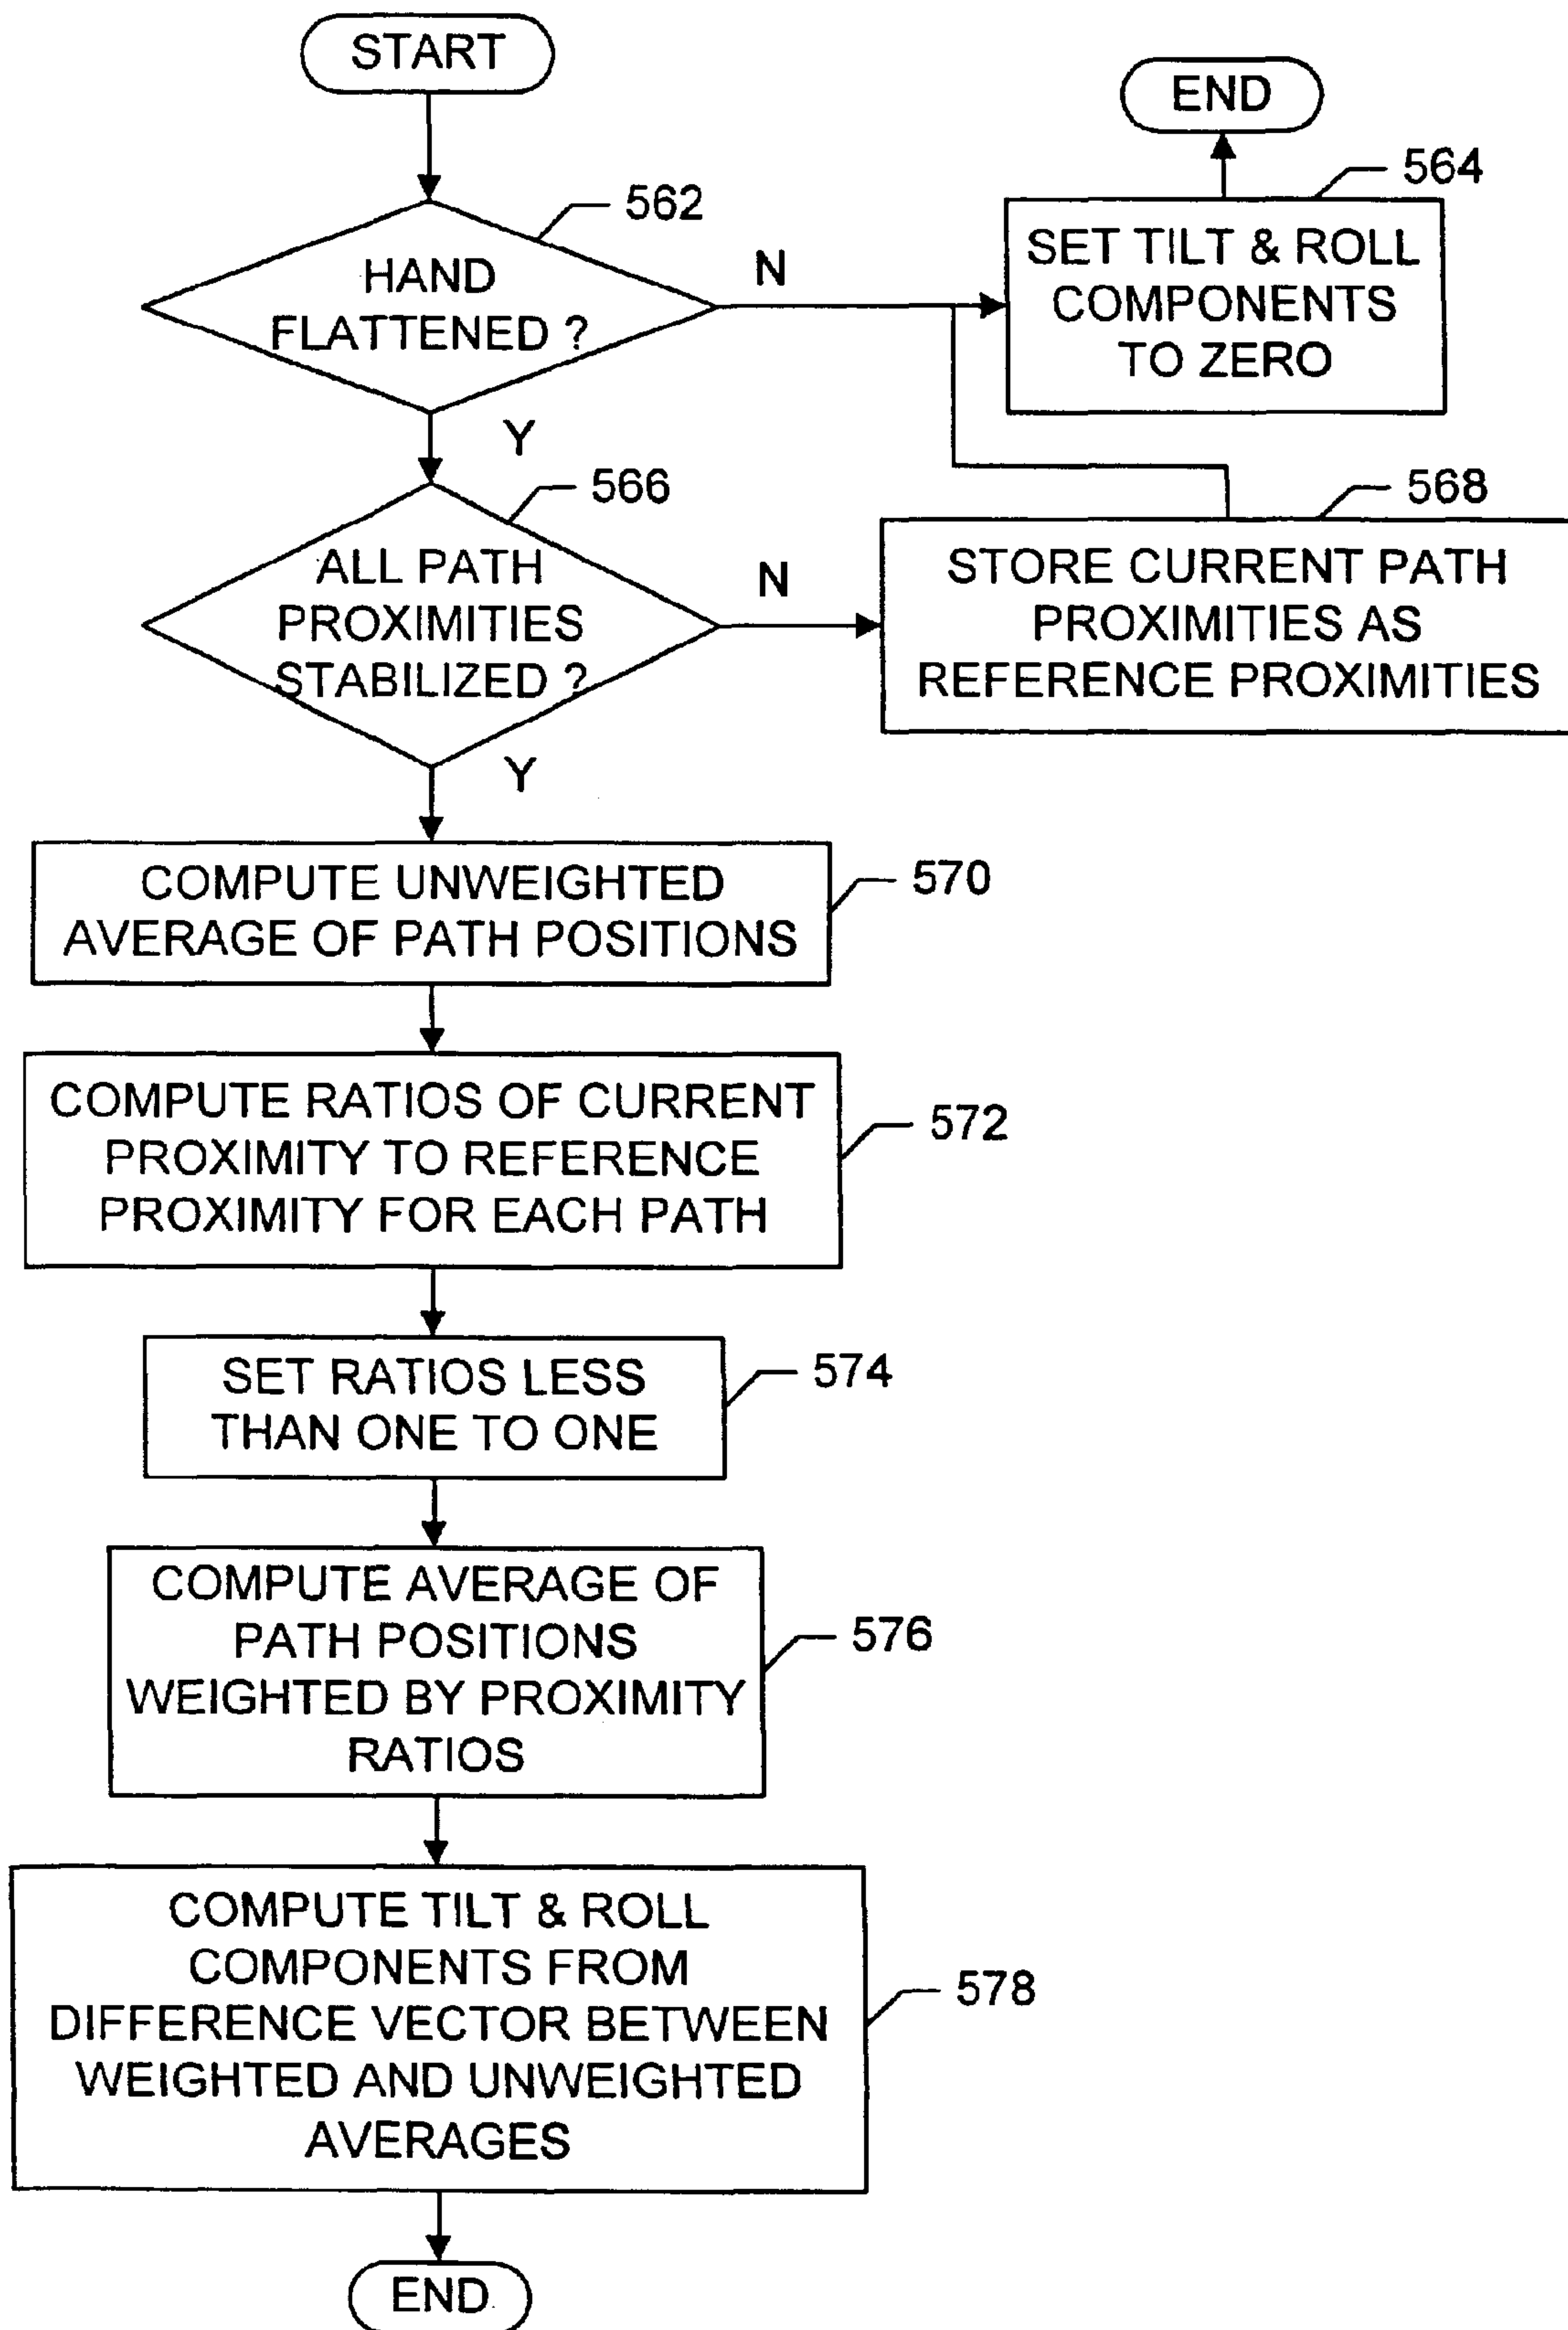 START
END
562
564
HAND
FLATTENED ?
N
SET TILT & ROLL
COMPONENTS
TO ZERO
Y
566
568
ALL PATH
PROXIMITIES
STABILIZED ?
N
STORE CURRENT PATH
PROXIMITIES AS
REFERENCE PROXIMITIES
Y
COMPUTE UNWEIGHTED
AVERAGE OF PATH POSITIONS
570
COMPUTE RATIOS OF CURRENT
PROXIMITY TO REFERENCE
PROXIMITY FOR EACH PATH
572
SET RATIOS LESS
THAN ONE TO ONE
574
COMPUTE AVERAGE OF
PATH POSITIONS
WEIGHTED BY PROXIMITY
RATIOS
576
COMPUTE TILT & ROLL
COMPONENTS FROM
DIFFERENCE VECTOR BETWEEN
WEIGHTED AND UNWEIGHTED
AVERAGES
578
END